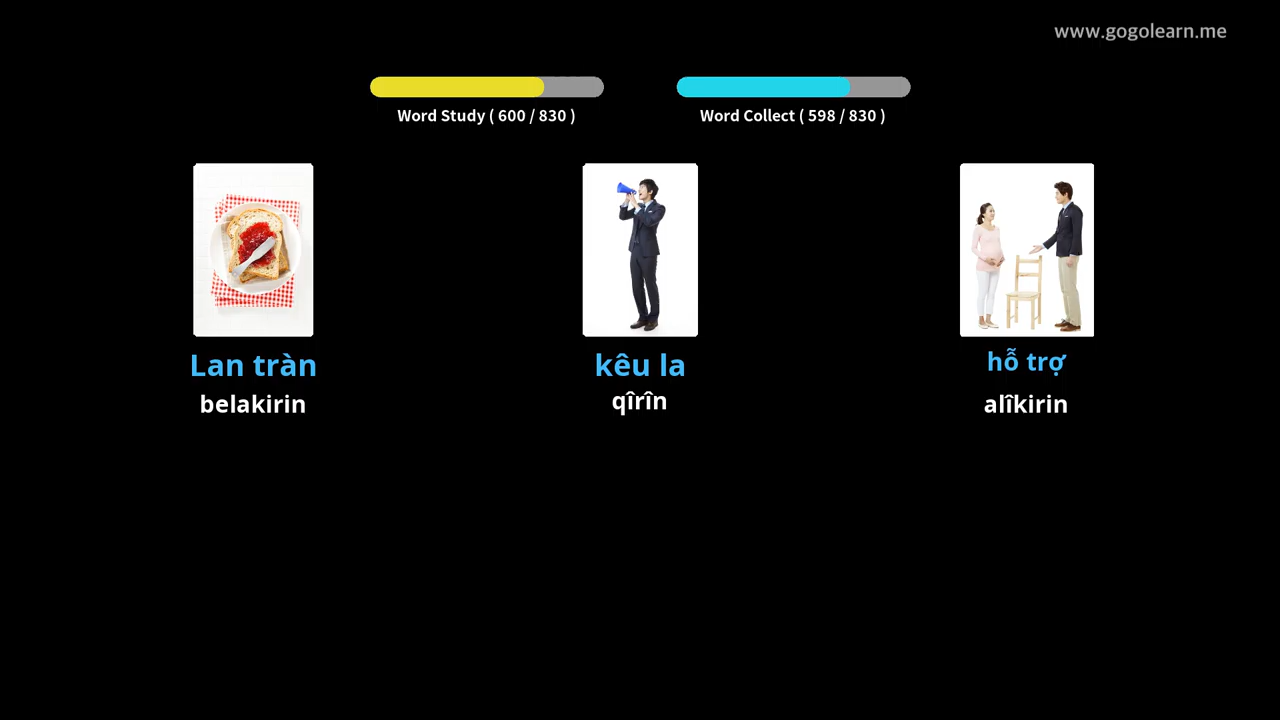 www.gogolearn.me
Word Study ( 600 / 830 )
Word Collect ( 598 / 830 )
Lan tràn
belakirin
kêu la
qîrîn
hỗ trợ
alîkirin